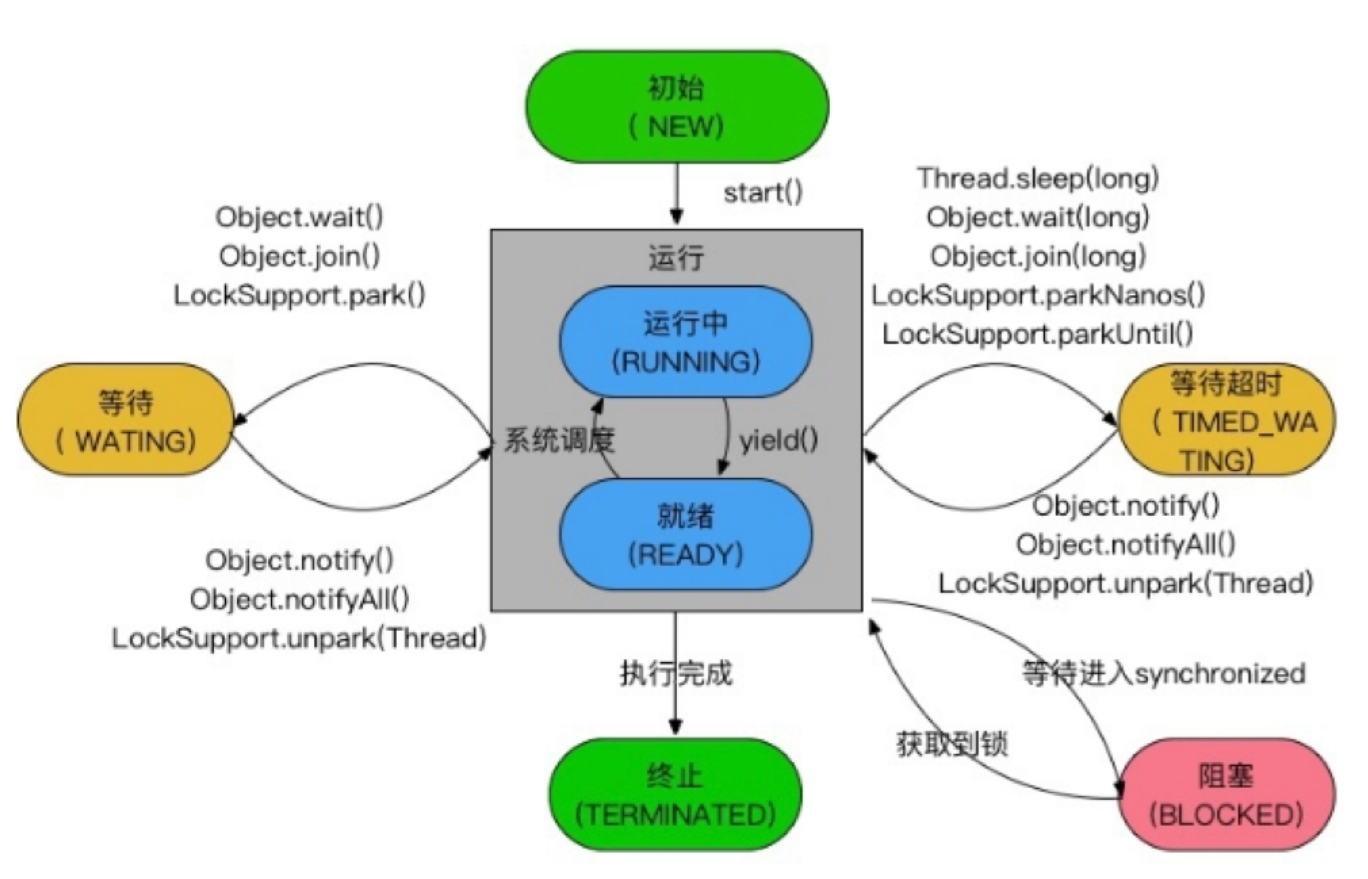 初始
( NEW)
start()
Object.wait()
Object.join()
LockSupport.park()
Thread.sleep(long)
Object.wait(long)
Object.join(long)
LockSupport.parkNanos()
LockSupport.parkUntil()
运行
运行中
(RUNNING)
系统调度
yield()
就绪
(READY)
等待
( WATING)
等待超时
( TIMED_WA
TING)
Object.notify()
Object.notifyAll()
LockSupport.unpark(Thread)
Object.notify()
Object.notifyAll()
LockSupport.unpark(Thread)
执行完成
等待进入synchronized
获取到锁
终止
(TERMINATED)
阻塞
(BLOCKED)